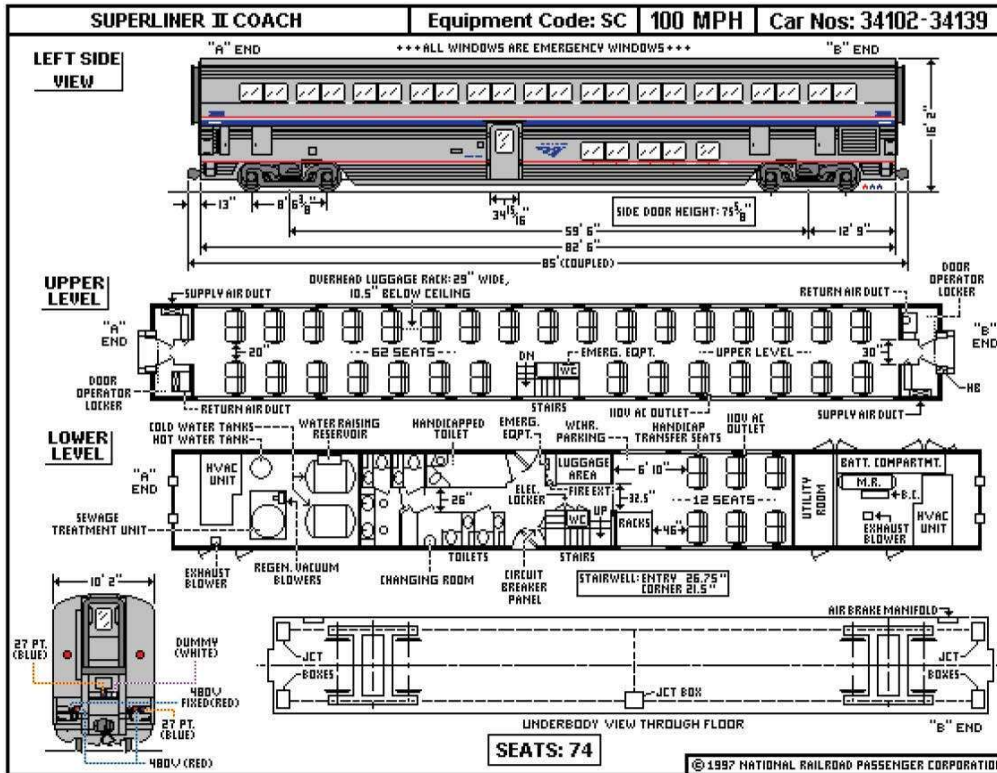 SUPERLINER II COACH
Equipment Code: SC
100 MPH
Car Nos: 34102-34139
LEFT SIDE
VIEW
"A" END
+++ALL WINDOWS ARE EMERGENCY WINDOWS+++
"B" END
16' 2"
13"
8' 6 3/8"
34 15/16"
SIDE DOOR HEIGHT: 75 5/8"
59' 6"
12' 9"
82' 6"
85' (COUPLED)
UPPER
LEVEL
SUPPLY AIR DUCT
OVERHEAD LUGGAGE RACK: 29" WIDE,
10.5" BELOW CEILING
RETURN AIR DUCT
DOOR
OPERATOR
LOCKER
"A"
END
20"
62 SEATS
DN
EMERG. EQPT.
WC
UPPER LEVEL
30"
"B"
END
DOOR
OPERATOR
LOCKER
RETURN AIR DUCT
STAIRS
110V AC OUTLET
SUPPLY AIR DUCT
HB
LOWER
LEVEL
COLD WATER TANKS
HOT WATER TANK
WATER RAISING
RESERVOIR
HANDICAPPED
TOILET
EMERG.
EQPT.
WCHR.
PARKING
HANDICAP
TRANSFER SEATS
110V AC
OUTLET
"A"
END
HVAC
UNIT
26"
LUGGAGE
AREA
FIRE EXT.
ELEC.
LOCKER
6' 10"
32.5"
12 SEATS
UTILITY
ROOM
BATT. COMPARTMT.
M.R.
B.C.
EXHAUST
BLOWER
HVAC
UNIT
SEWAGE
TREATMENT UNIT
WC
UP
RACKS
46"
EXHAUST
BLOWER
REGEN. VACUUM
BLOWERS
CHANGING ROOM
TOILETS
CIRCUIT
BREAKER
PANEL
STAIRS
STAIRWELL: ENTRY 26.75"
CORNER 21.5"
10' 2"
27 PT.
(BLUE)
DUMMY
(WHITE)
480V
FIXED (RED)
27 PT.
(BLUE)
480V (RED)
AIR BRAKE MANIFOLD
JCT
BOXES
JCT
BOXES
JCT BOX
UNDERBODY VIEW THROUGH FLOOR
"B" END
SEATS: 74
© 1997 NATIONAL RAILROAD PASSENGER CORPORATION